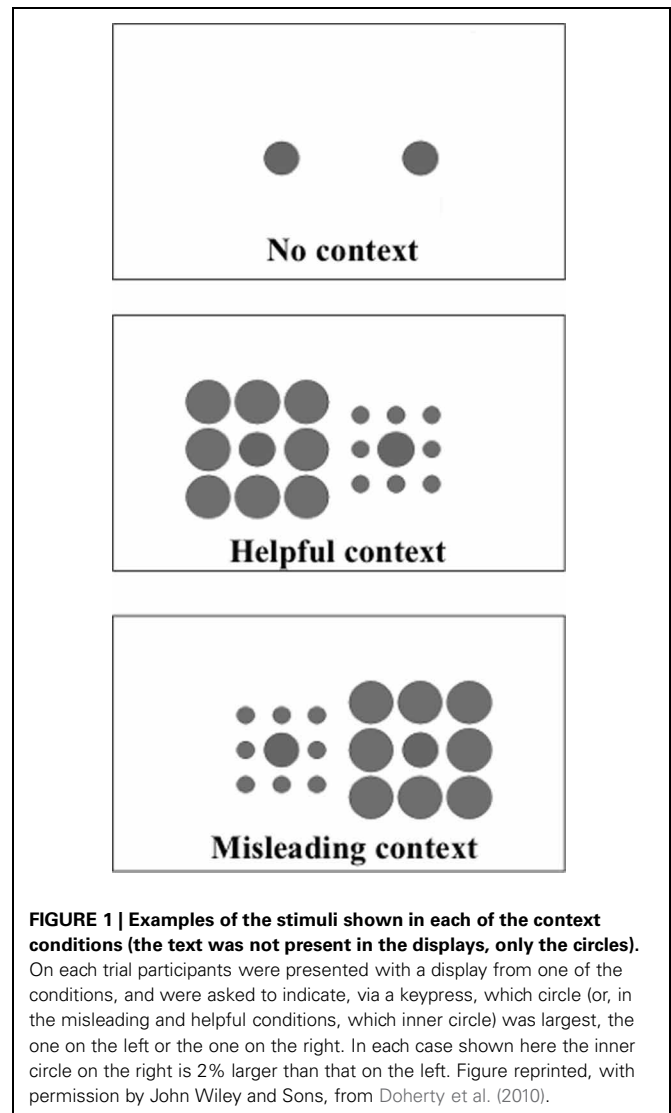 No context
Helpful context
Misleading context
FIGURE 1 | Examples of the stimuli shown in each of the context
conditions (the text was not present in the displays, only the circles).
On each trial participants were presented with a display from one of the
conditions, and were asked to indicate, via a keypress, which circle (or, in
the misleading and helpful conditions, which inner circle) was largest, the
one on the left or the one on the right. In each case shown here the inner
circle on the right is 2% larger than that on the left. Figure reprinted, with
permission by John Wiley and Sons, from Doherty et al. (2010).